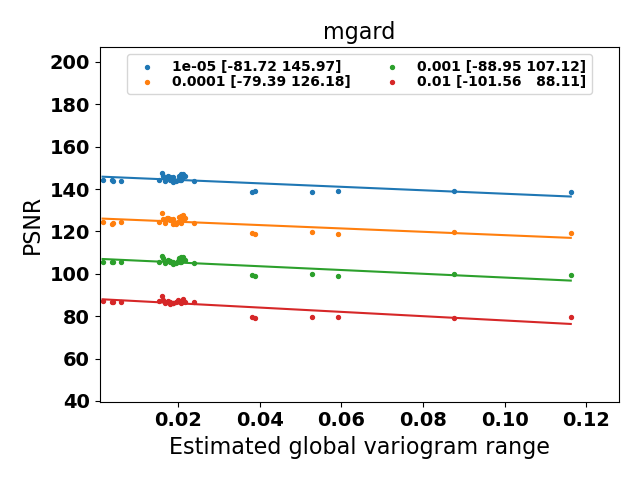 mgard
1e-05 [-81.72 145.97]
0.0001 [-79.39 126.18]
0.001 [-88.95 107.12]
0.01 [-101.56   88.11]
PSNR
200
180
160
140
120
100
80
60
40
0.02 0.04 0.06 0.08 0.10 0.12
Estimated global variogram range